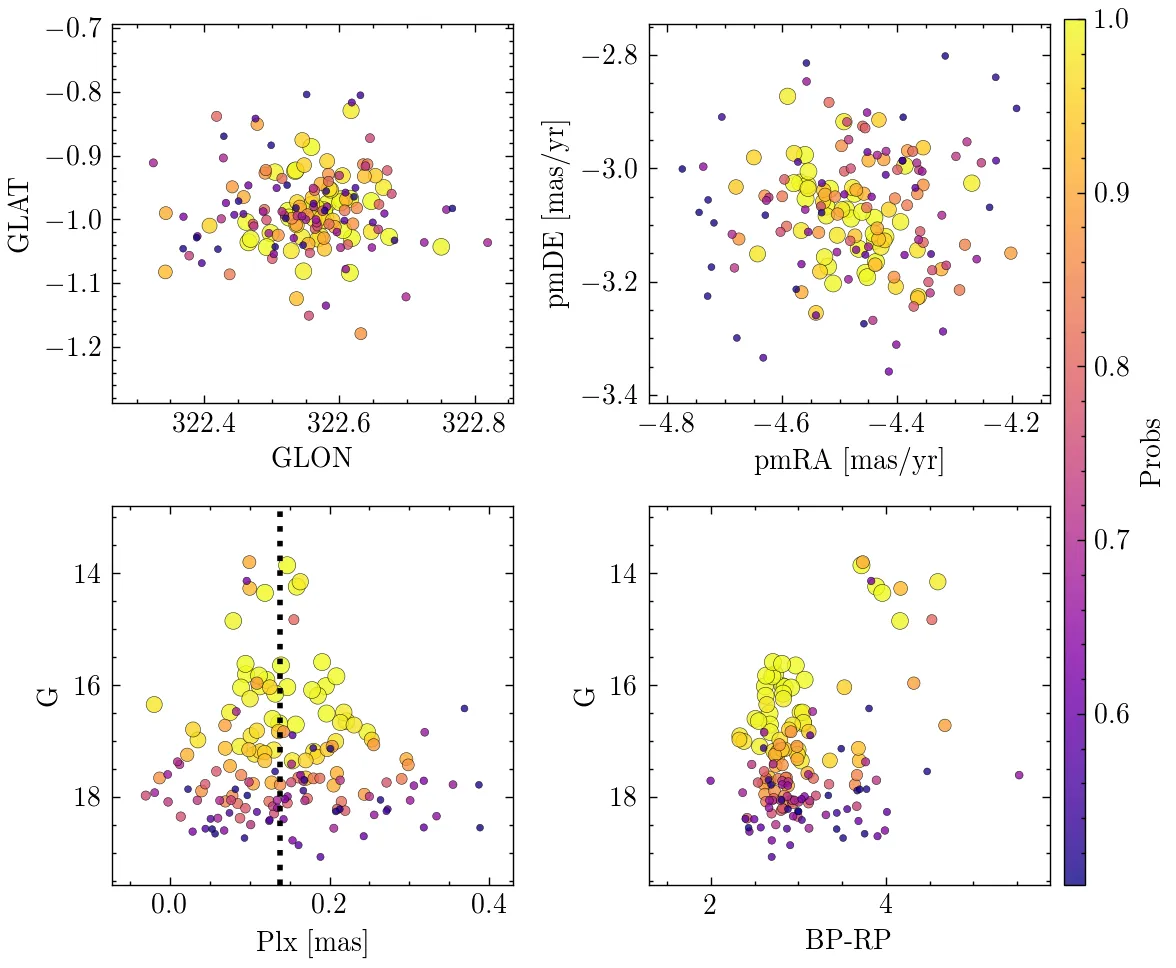 −0.7
−0.8
−0.9
−1.0
−1.1
−1.2
GLAT
322.4 322.6 322.8
GLON
−2.8
−3.0
−3.2
−3.4
pmDE [mas/yr]
−4.8 −4.6 −4.4 −4.2
pmRA [mas/yr]
1.0
0.9
0.8
0.7
0.6
Probs
14
16
18
G
0.0 0.2 0.4
Plx [mas]
14
16
18
G
2 4
BP-RP